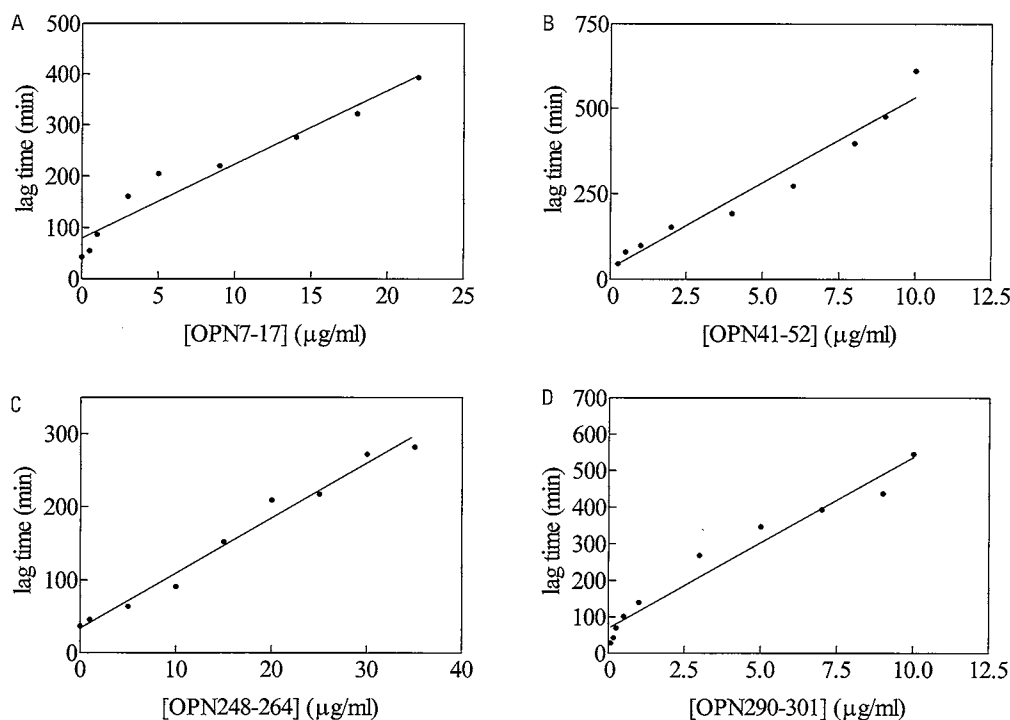 A
500
400
300
200
100
0
lag time (min)
0 5 10 15 20 25
[OPN7-17] (μg/ml)
B
750
500
250
0
lag time (min)
0 2.5 5.0 7.5 10.0 12.5
[OPN41-52] (μg/ml)
C
300
200
100
0
lag time (min)
0 10 20 30 40
[OPN248-264] (μg/ml)
D
700
600
500
400
300
200
100
0
lag time (min)
0.0 2.5 5.0 7.5 10.0 12.5
[OPN290-301] (μg/ml)